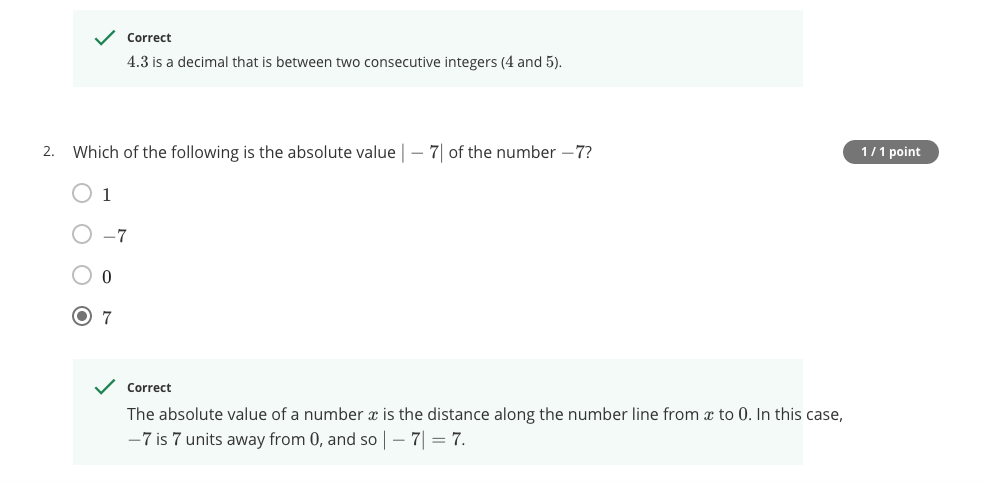 Correct
4.3 is a decimal that is between two consecutive integers (4 and 5).
2. Which of the following is the absolute value | − 7| of the number −7?
1 / 1 point
1
−7
0
7
Correct
The absolute value of a number x is the distance along the number line from x to 0. In this case,
−7 is 7 units away from 0, and so | − 7| = 7.